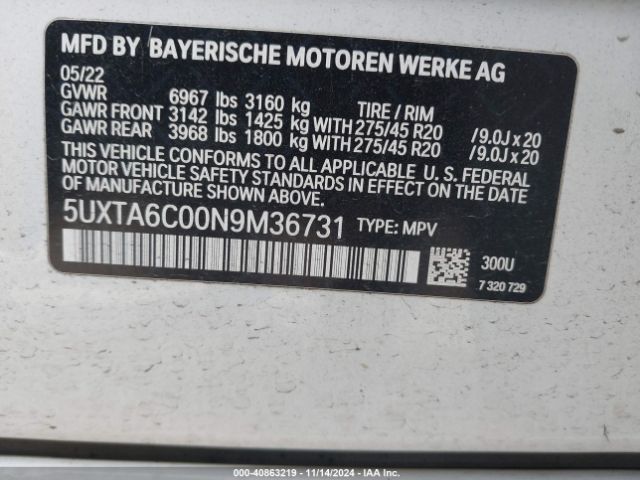 MFD BY BAYERISCHE MOTOREN WERKE AG
05/22
GVWR 6967 lbs 3160 kg TIRE / RIM
GAWR FRONT 3142 lbs 1425 kg WITH 275/45 R20 /9.0J x 20
GAWR REAR 3968 lbs 1800 kg WITH 275/45 R20 /9.0J x 20
THIS VEHICLE CONFORMS TO ALL APPLICABLE U. S. FEDERAL
MOTOR VEHICLE SAFETY STANDARDS IN EFFECT ON THE DATE
OF MANUFACTURE SHOWN ABOVE.
5UXTA6C00N9M36731 TYPE: MPV
300U
7 320 729
000-40863219 - 11/14/2024 - IAAI.com